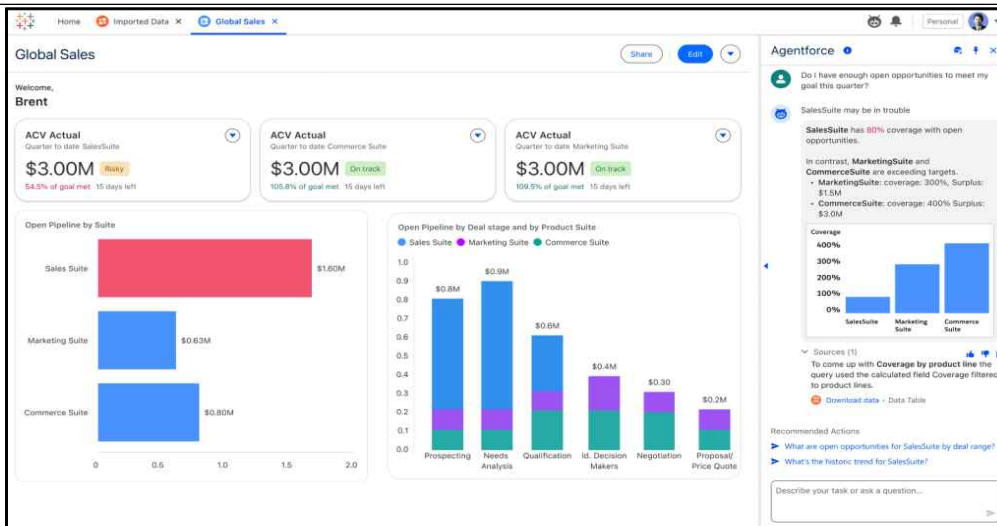 Home
Imported Data ×
Global Sales ×
Personal
Global Sales
Share
Edit
Welcome,
Brent
ACV Actual
Quarter to date SalesSuite
$3.00M Risky
54.5% of goal met 15 days left
ACV Actual
Quarter to date Commerce Suite
$3.00M On track
105.8% of goal met 15 days left
ACV Actual
Quarter to date Marketing Suite
$3.00M On track
109.5% of goal met 15 days left
Open Pipeline by Suite
Sales Suite
$1.60M
Marketing Suite
$0.63M
Commerce Suite
$0.80M
0 0.5 1.0 1.5 2.0
Open Pipeline by Deal stage and by Product Suite
Sales Suite Marketing Suite Commerce Suite
1.0
0.9
0.8
0.7
0.6
0.5
0.4
0.3
0.2
0.1
0.0
$0.8M
$0.9M
$0.6M
$0.4M
$0.30
$0.2M
Prospecting
Needs
Analysis
Qualification
Id. Decision
Makers
Negotiation
Proposal/
Price Quote
Agentforce
Do I have enough open opportunities to meet my
goal this quarter?
SalesSuite may be in trouble
SalesSuite has 80% coverage with open
opportunities.
In contrast, MarketingSuite and
CommerceSuite are exceeding targets.
• MarketingSuite: coverage: 300%, Surplus:
$1.5M
• CommerceSuite: coverage: 400% Surplus:
$3.0M
Coverage
400%
300%
200%
100%
0%
SalesSuite
Marketing
Suite
Commerce
Suite
Sources (1)
To come up with Coverage by product line the
query used the calculated field Coverage filtered
to product lines.
Download data • Data Table
Recommended Actions
What are open opportunities for SalesSuite by deal range?
What's the historic trend for SalesSuite?
Describe your task or ask a question...